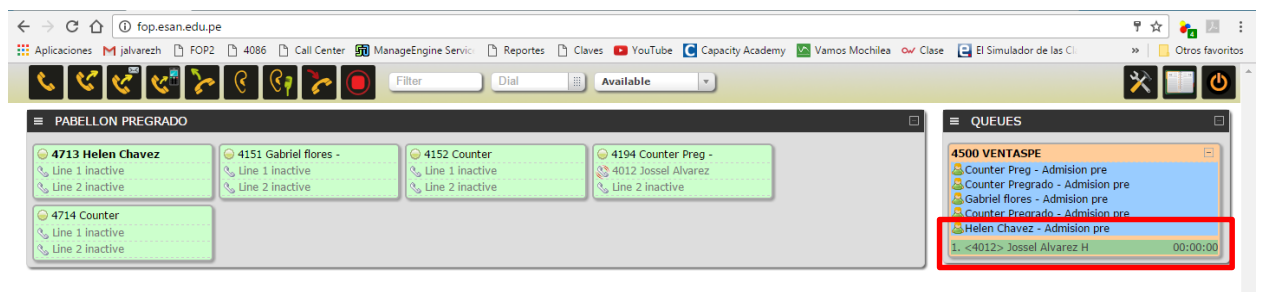 fop.esan.edu.pe
Aplicaciones jalvarezh FOP2 4086 Call Center ManageEngine Servic Reportes Claves YouTube Capacity Academy Vamos Mochilea Clase El Simulador de las Cl » Otros favoritos
Filter Dial Available
PABELLON PREGRADO
4713 Helen Chavez
Line 1 inactive
Line 2 inactive
4151 Gabriel flores -
Line 1 inactive
Line 2 inactive
4152 Counter
Line 1 inactive
Line 2 inactive
4194 Counter Preg -
4012 Jossel Alvarez
Line 2 inactive
4714 Counter
Line 1 inactive
Line 2 inactive
QUEUES
4500 VENTASPE
Counter Preg - Admision pre
Counter Pregrado - Admision pre
Gabriel flores - Admision pre
Counter Pregrado - Admision pre
Helen Chavez - Admision pre
1. <4012> Jossel Alvarez H 00:00:00